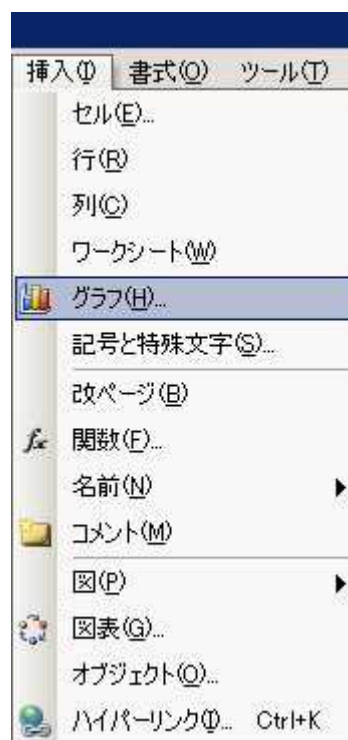 挿入(I) 書式(O) ツール(T)
セル(E)...
行(R)
列(C)
ワークシート(W)
グラフ(H)...
記号と特殊文字(S)...
改ページ(B)
fx 関数(F)...
名前(N)
コメント(M)
図(P)
図表(G)...
オブジェクト(O)...
ハイパーリンク(I)... Ctrl+K